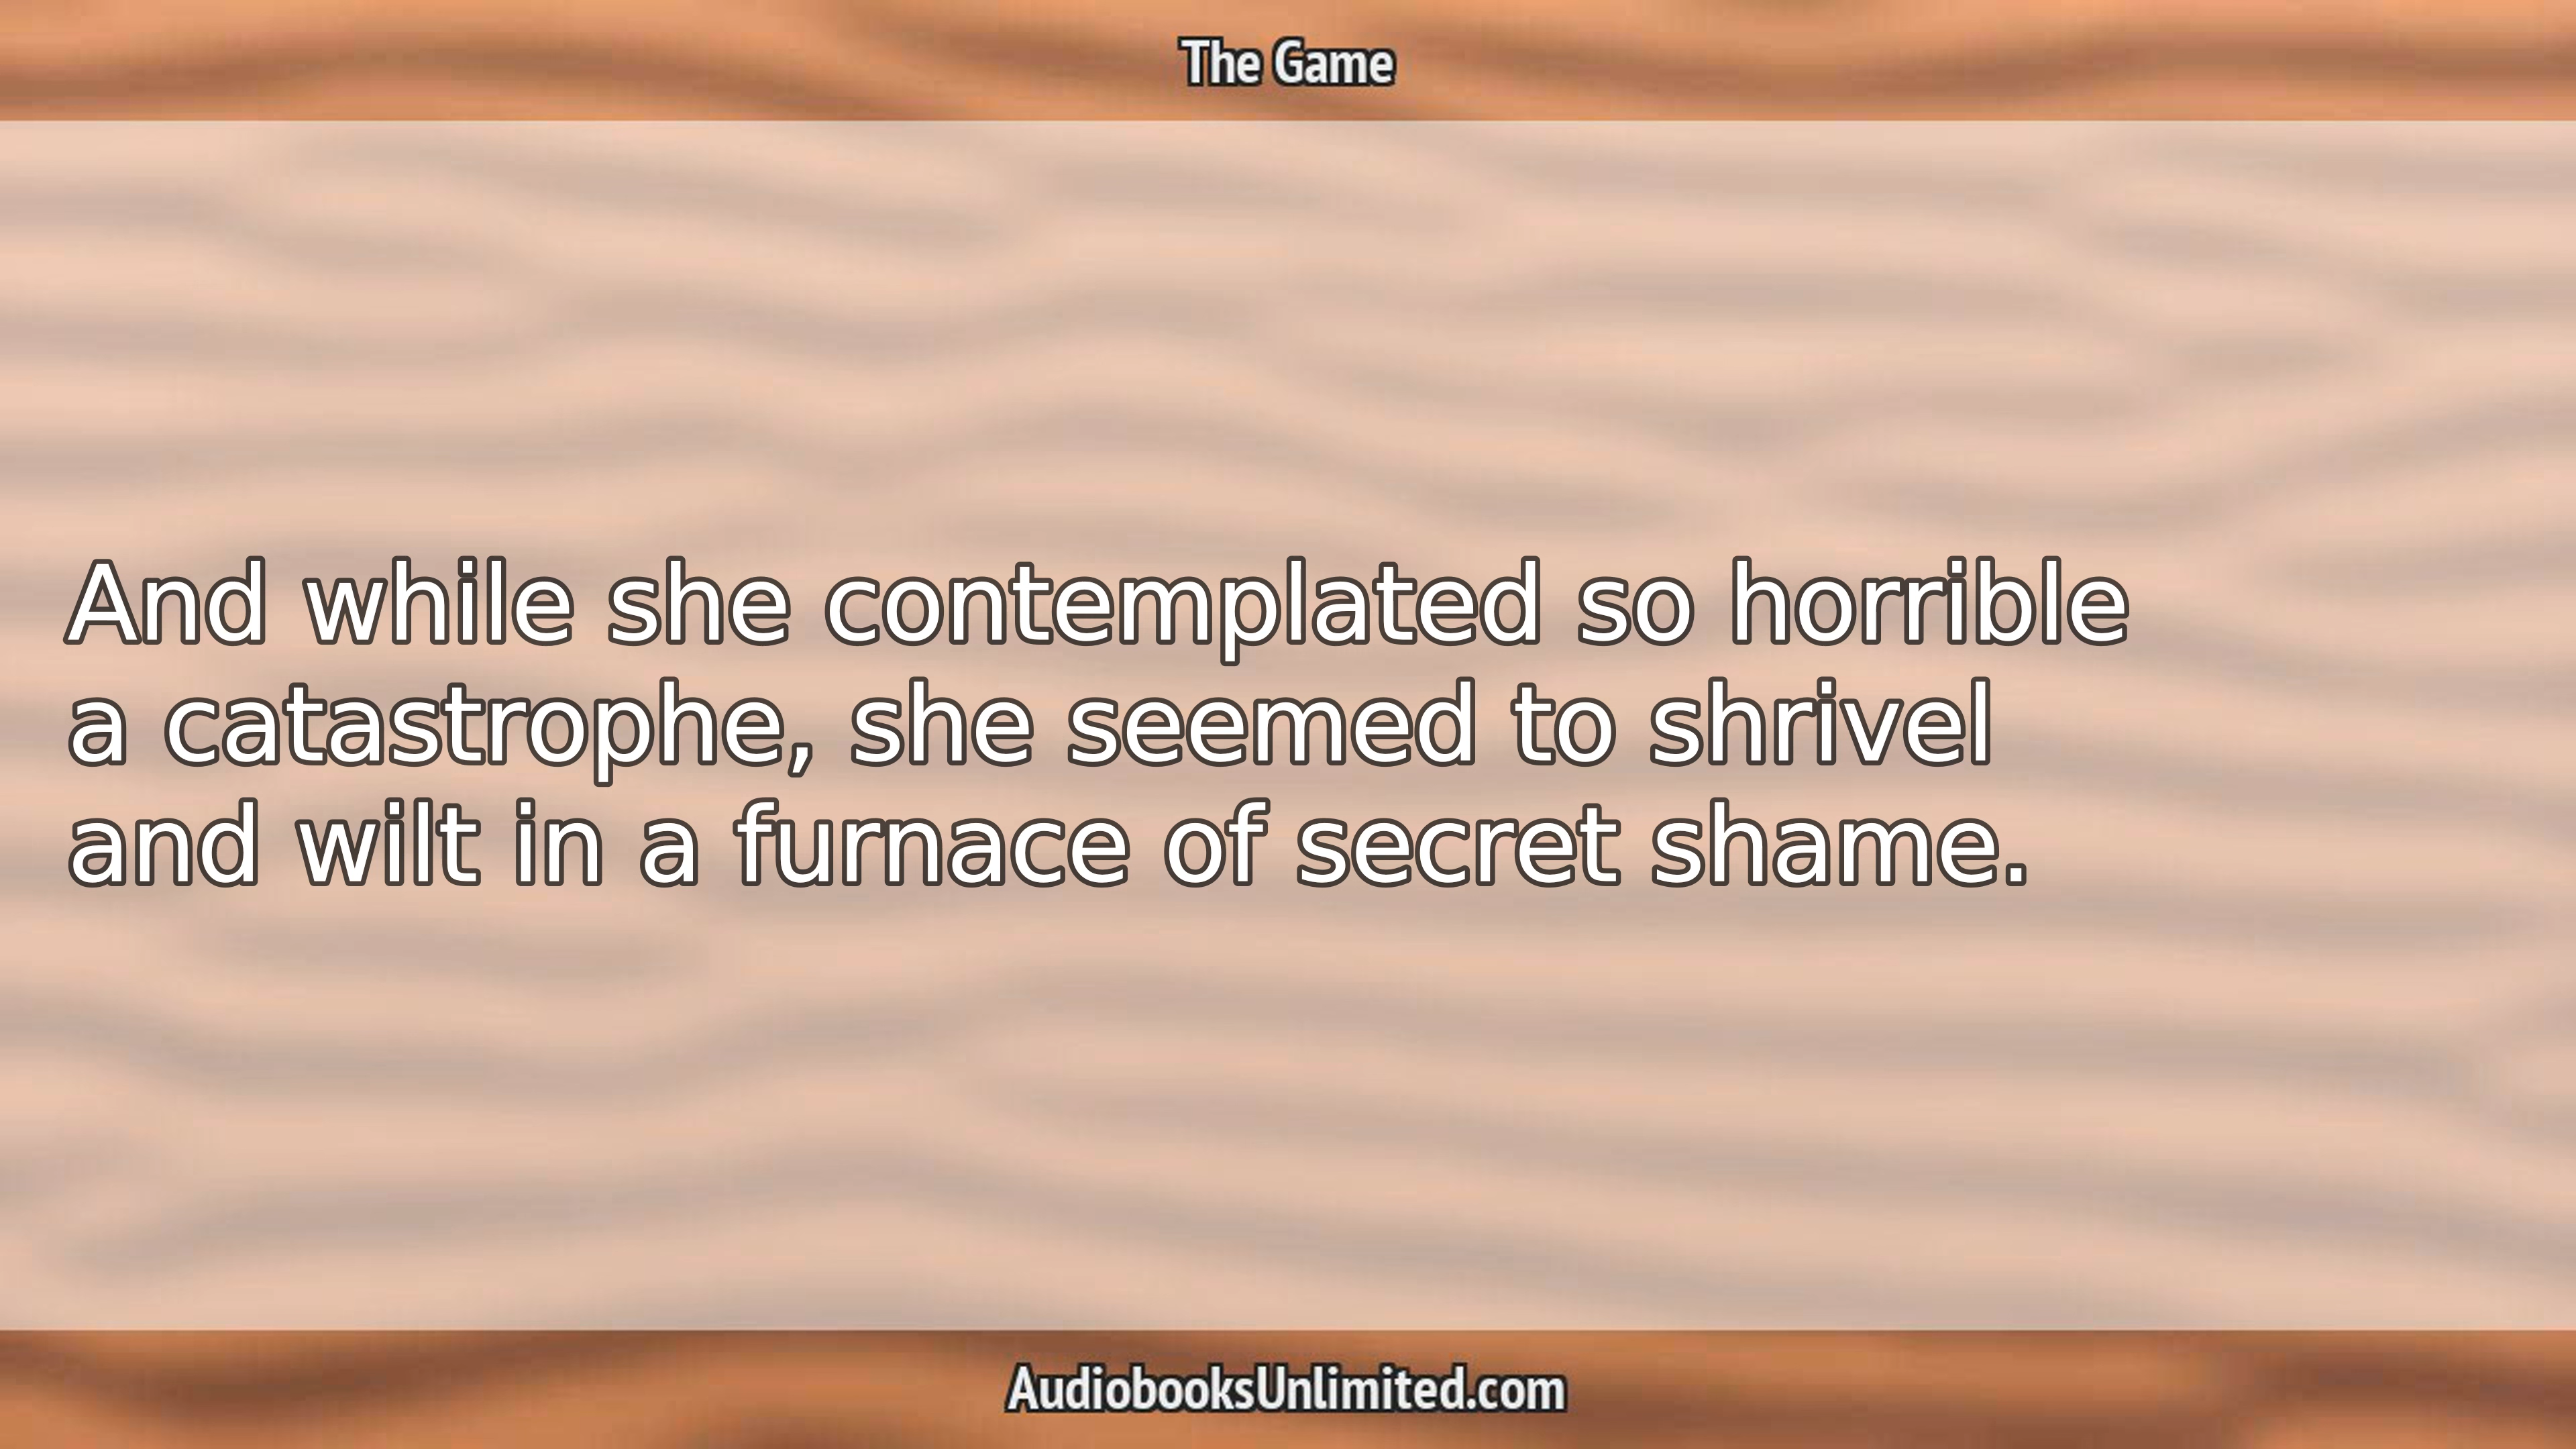 The Game
And while she contemplated so horrible
a catastrophe, she seemed to shrivel
and wilt in a furnace of secret shame.
AudiobooksUnlimited.com